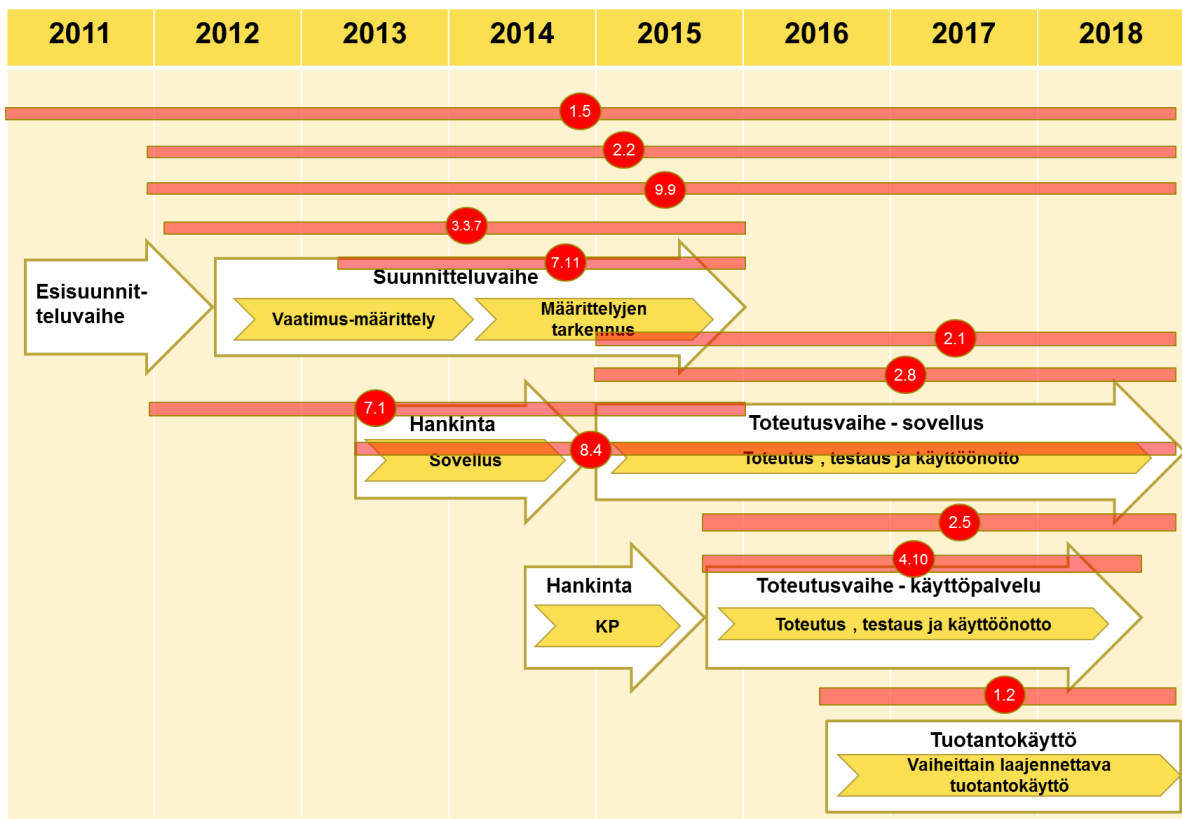 2011 2012 2013 2014 2015 2016 2017 2018
1.5
2.2
9.9
3.3.7
7.11
Suunnitteluvaihe
Esisuunnit-
teluvaihe
Vaatimus-määrittely
Määrittelyjen
tarkennus
2.1
2.8
7.1
Hankinta
Sovellus
8.4
Toteutusvaihe - sovellus
Toteutus , testaus ja käyttöönotto
2.5
4.10
Hankinta
KP
Toteutusvaihe - käyttöpalvelu
Toteutus , testaus ja käyttöönotto
1.2
Tuotantokäyttö
Vaiheittain laajennettava
tuotantokäyttö